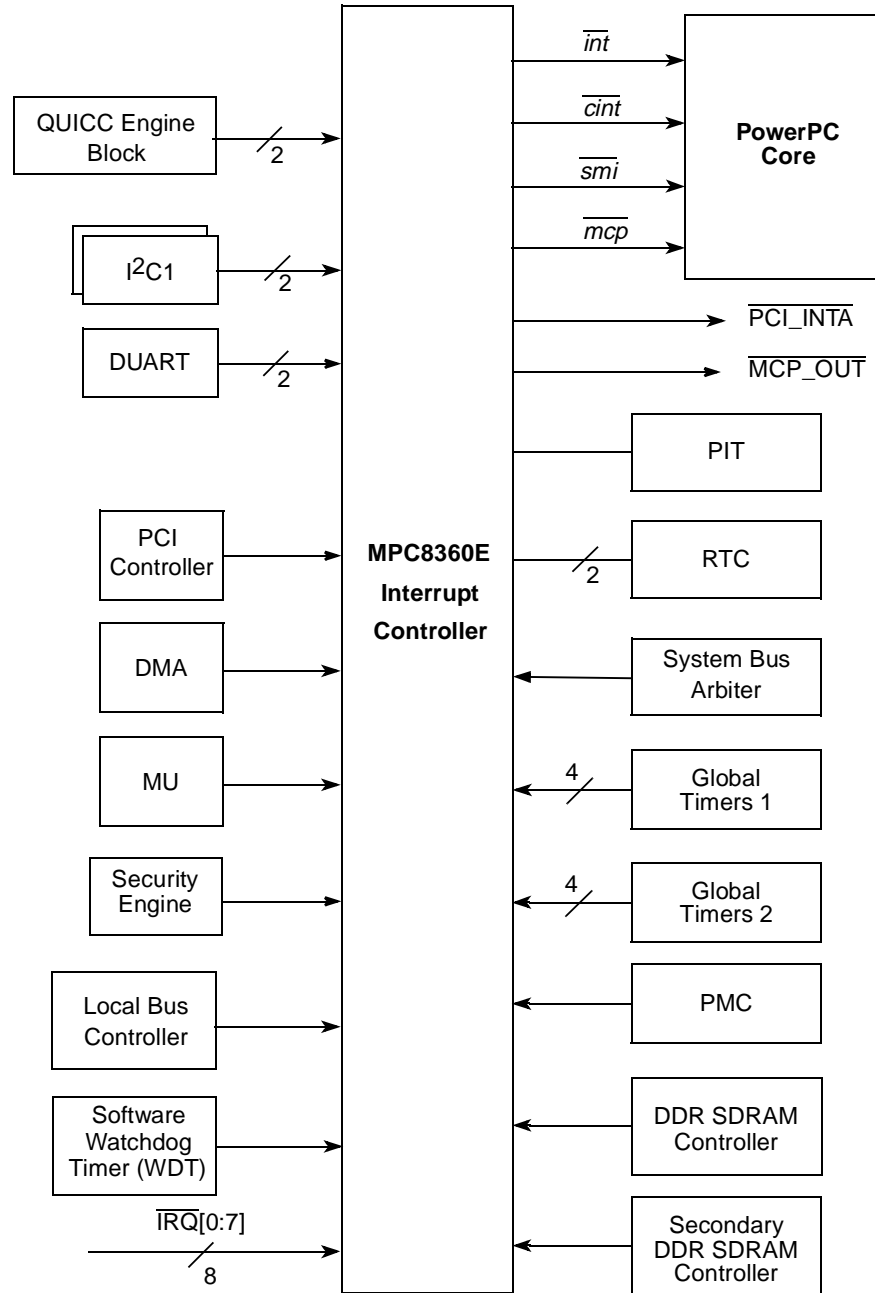 int
cint
smi
mcp
PowerPC
Core
QUICC Engine
Block
2
I²C1
2
DUART
2
PCI_INTA
MCP_OUT
PIT
PCI
Controller
MPC8360E
Interrupt
Controller
2
RTC
DMA
System Bus
Arbiter
MU
4
Global
Timers 1
Security
Engine
4
Global
Timers 2
Local Bus
Controller
PMC
Software
Watchdog
Timer (WDT)
DDR SDRAM
Controller
IRQ[0:7]
8
Secondary
DDR SDRAM
Controller